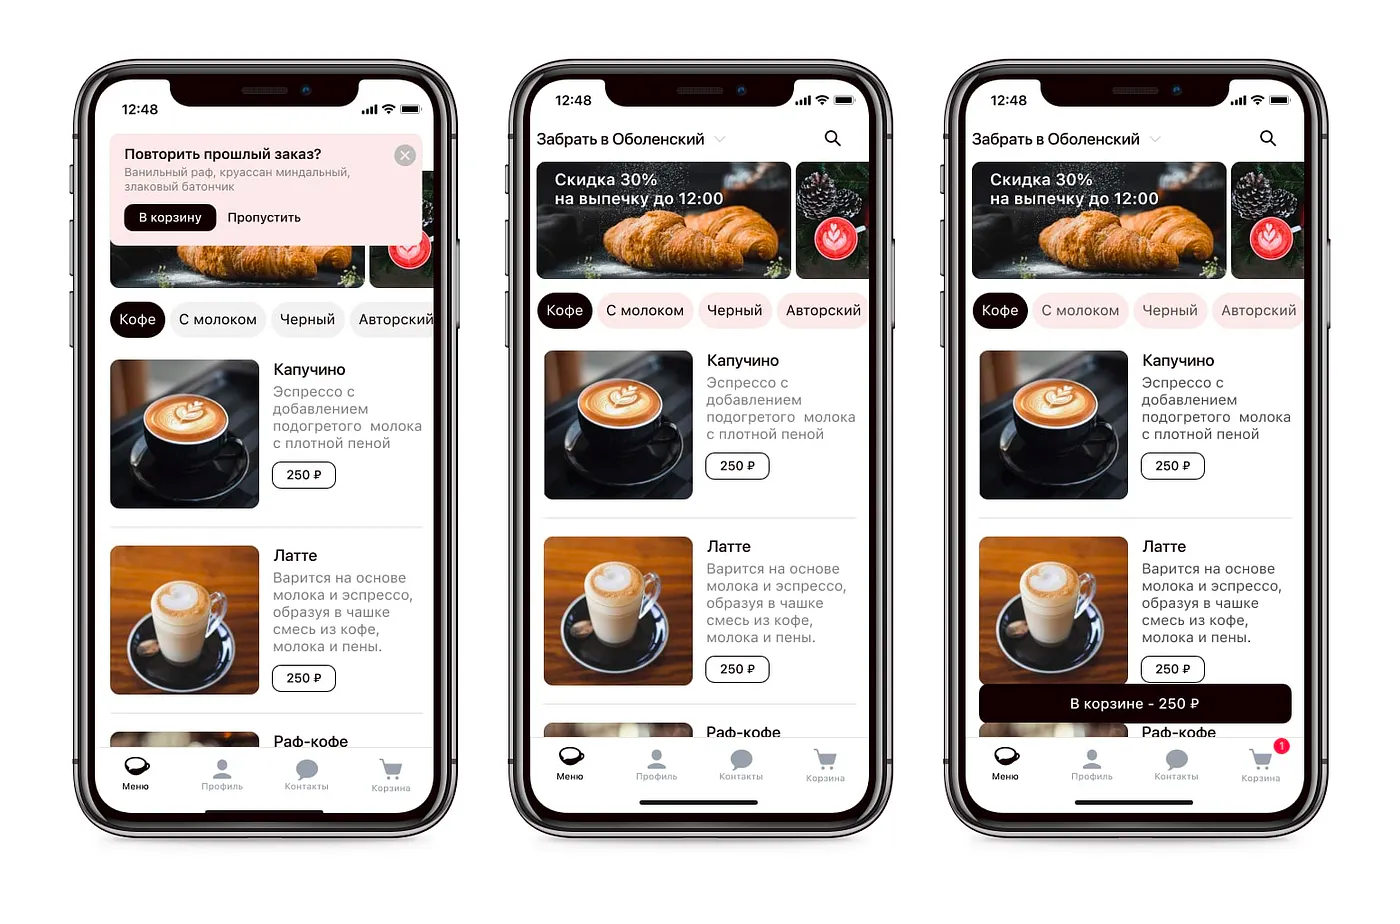 12:48
Повторить прошлый заказ?
Ванильный раф, круассан миндальный,
злаковый батончик
В корзину
Пропустить
Кофе
С молоком
Черный
Авторский
Капучино
Эспрессо с
добавлением
подогретого молока
с плотной пеной
250 ₽
Латте
Варится на основе
молока и эспрессо,
образуя в чашке
смесь из кофе,
молока и пены.
250 ₽
Раф-кофе
Меню
Профиль
Контакты
Корзина
12:48
Забрать в Оболенский
Скидка 30%
на выпечку до 12:00
Кофе
С молоком
Черный
Авторский
Капучино
Эспрессо с
добавлением
подогретого молока
с плотной пеной
250 ₽
Латте
Варится на основе
молока и эспрессо,
образуя в чашке
смесь из кофе,
молока и пены.
250 ₽
Раф-кофе
Меню
Профиль
Контакты
Корзина
12:48
Забрать в Оболенский
Скидка 30%
на выпечку до 12:00
Кофе
С молоком
Черный
Авторский
Капучино
Эспрессо с
добавлением
подогретого молока
с плотной пеной
250 ₽
Латте
Варится на основе
молока и эспрессо,
образуя в чашке
смесь из кофе,
молока и пены.
250 ₽
В корзине - 250 ₽
Раф-кофе
Меню
Профиль
Контакты
Корзина
1